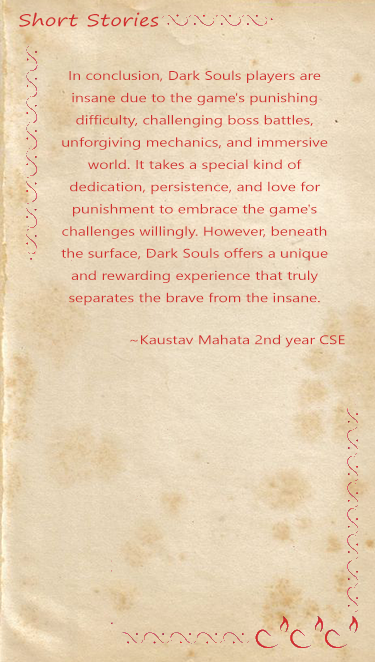 Short Stories
In conclusion, Dark Souls players are
insane due to the game's punishing
difficulty, challenging boss battles,
unforgiving mechanics, and immersive
world. It takes a special kind of
dedication, persistence, and love for
punishment to embrace the game's
challenges willingly. However, beneath
the surface, Dark Souls offers a unique
and rewarding experience that truly
separates the brave from the insane.
~Kaustav Mahata 2nd year CSE